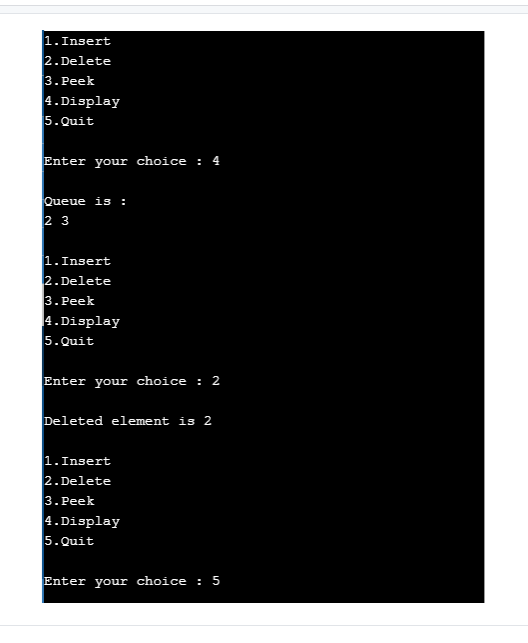 1.Insert
2.Delete
3.Peek
4.Display
5.Quit
Enter your choice : 4
Queue is :
2 3
1.Insert
2.Delete
3.Peek
4.Display
5.Quit
Enter your choice : 2
Deleted element is 2
1.Insert
2.Delete
3.Peek
4.Display
5.Quit
Enter your choice : 5